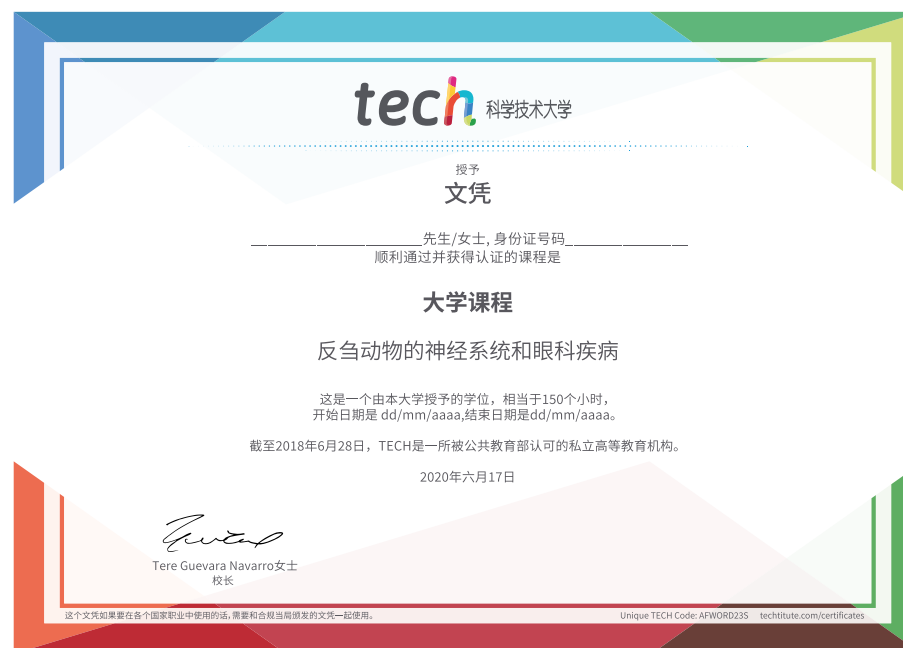 tech 科学技术大学
授予
文凭
________________________先生/女士, 身份证号码_________________
顺利通过并获得认证的课程是
大学课程
反刍动物的神经系统和眼科疾病
这是一个由本大学授予的学位，相当于150个小时，
开始日期是 dd/mm/aaaa,结束日期是dd/mm/aaaa。
截至2018年6月28日，TECH是一所被公共教育部认可的私立高等教育机构。
2020年六月17日
Tere Guevara Navarro女士
校长
这个文凭如果要在各个国家职业中使用的话,需要和合规当局颁发的文凭一起使用。
Unique TECH Code: AFWORD23S techtitute.com/certificates